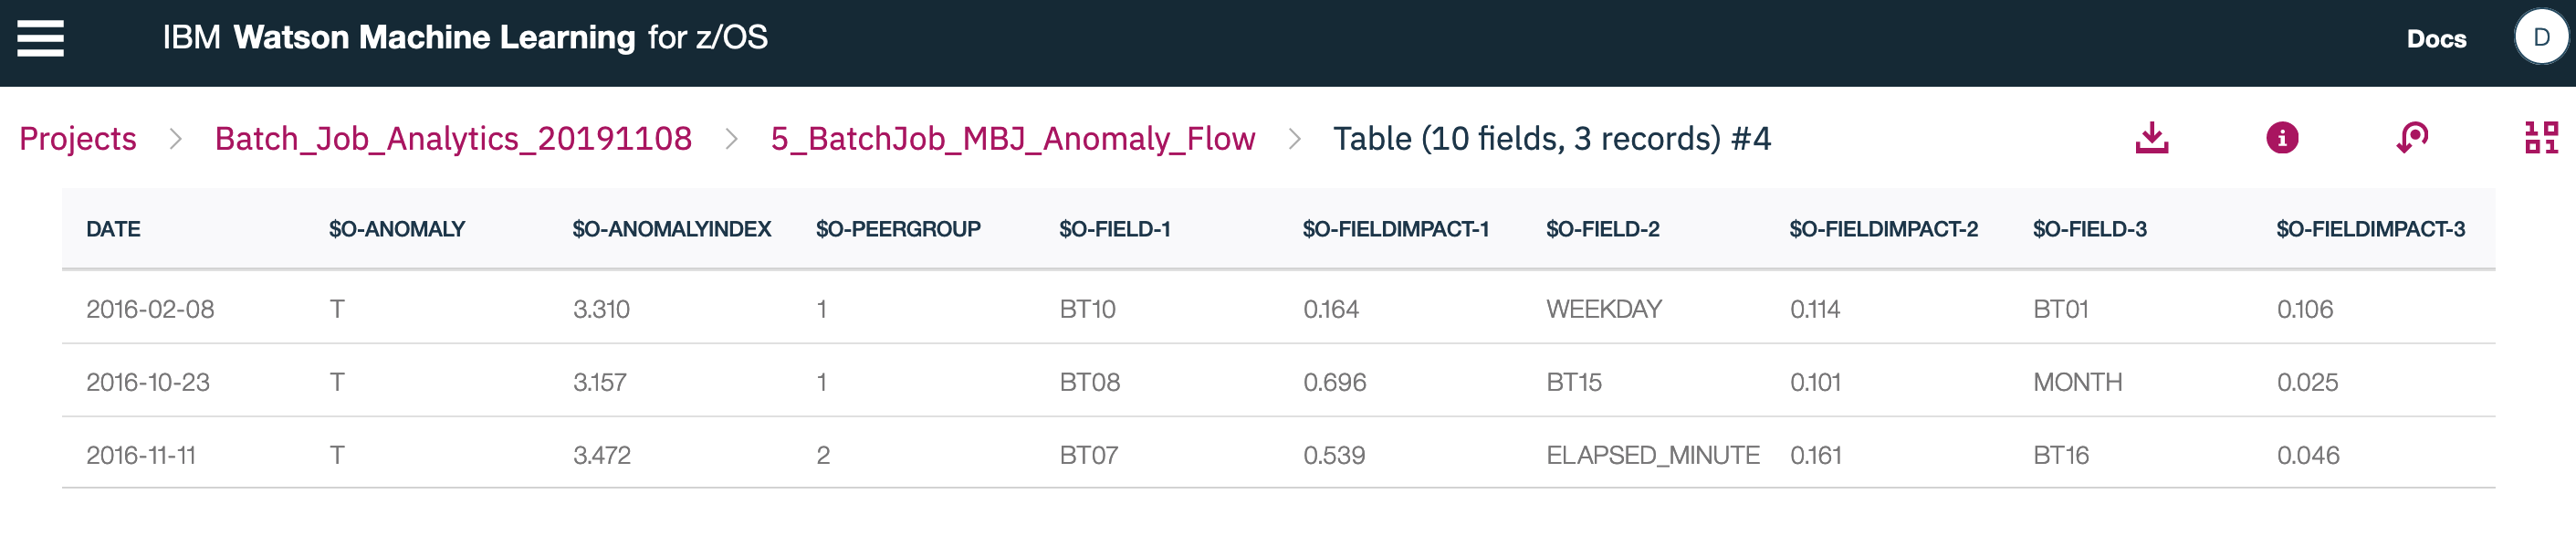 IBM Watson Machine Learning for z/OS Docs D
Projects > Batch_Job_Analytics_20191108 > 5_BatchJob_MBJ_Anomaly_Flow > Table (10 fields, 3 records) #4
DATE $O-ANOMALY $O-ANOMALYINDEX $O-PEERGROUP $O-FIELD-1 $O-FIELDIMPACT-1 $O-FIELD-2 $O-FIELDIMPACT-2 $O-FIELD-3 $O-FIELDIMPACT-3
2016-02-08 T 3.310 1 BT10 0.164 WEEKDAY 0.114 BT01 0.106
2016-10-23 T 3.157 1 BT08 0.696 BT15 0.101 MONTH 0.025
2016-11-11 T 3.472 2 BT07 0.539 ELAPSED_MINUTE 0.161 BT16 0.046